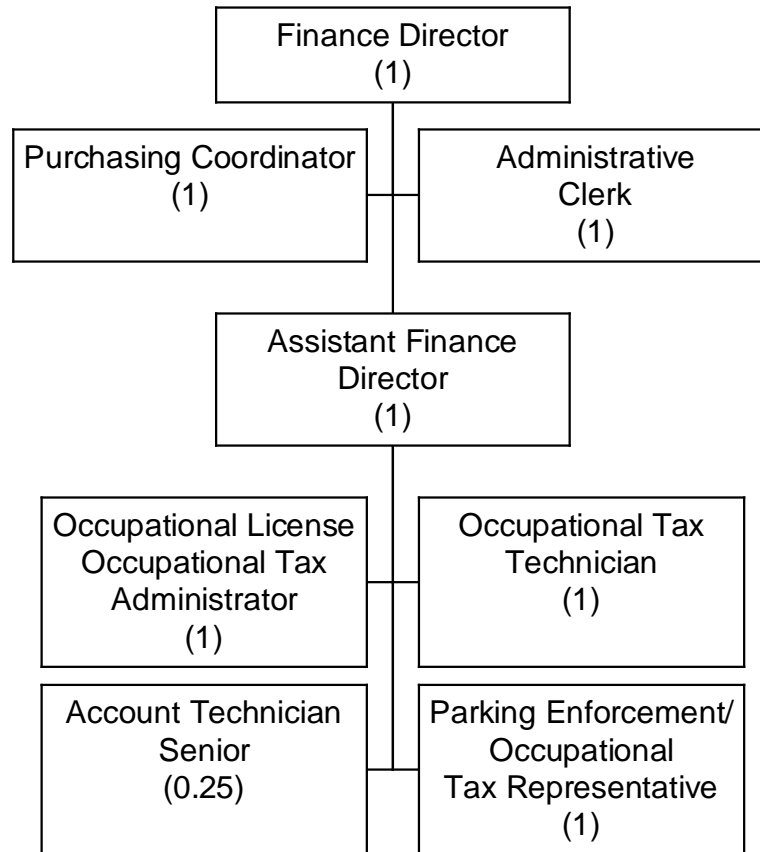 Finance Director
(1)
Purchasing Coordinator
(1)
Administrative
Clerk
(1)
Assistant Finance
Director
(1)
Occupational License
Occupational Tax
Administrator
(1)
Occupational Tax
Technician
(1)
Account Technician
Senior
(0.25)
Parking Enforcement/
Occupational
Tax Representative
(1)